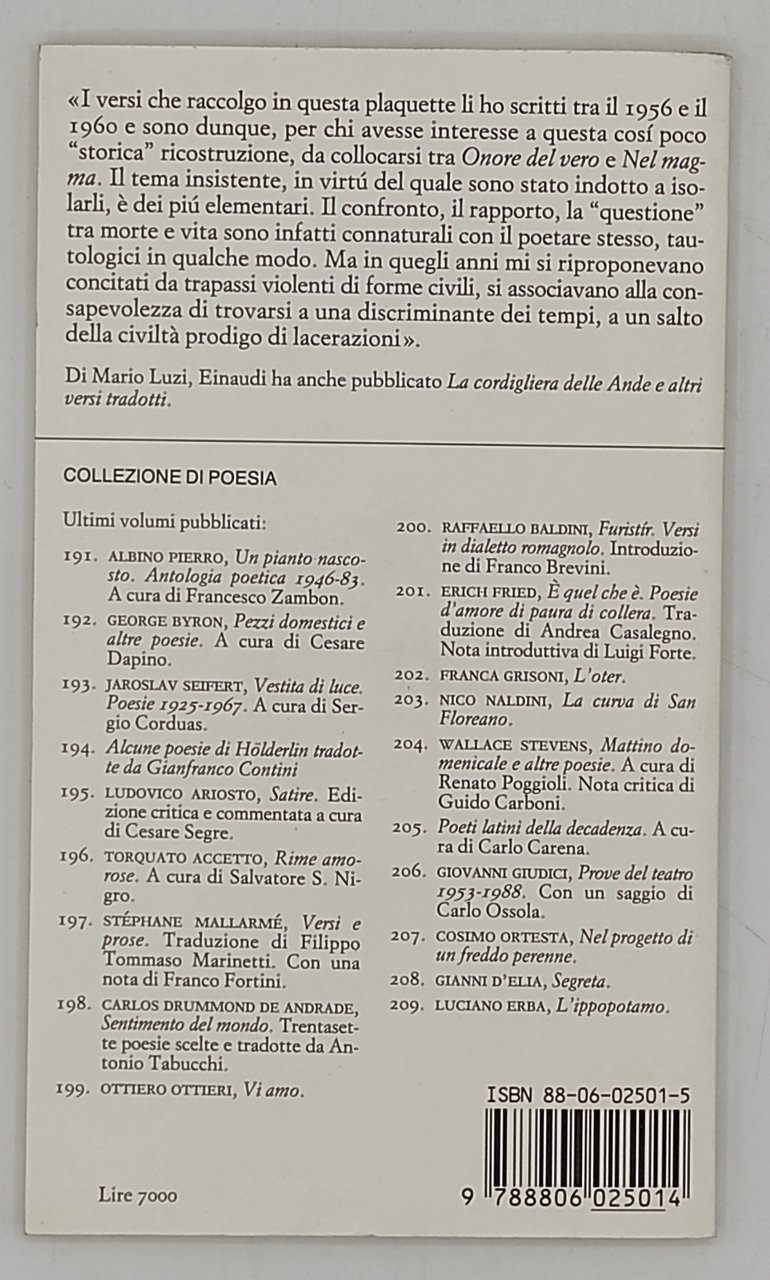 «I versi che raccolgo in questa plaquette li ho scritti tra il 1956 e il
1960 e sono dunque, per chi avesse interesse a questa cosí poco
“storica” ricostruzione, da collocarsi tra Onore del vero e Nel mag-
ma. Il tema insistente, in virtú del quale sono stato indotto a iso-
larli, è dei piú elementari. Il confronto, il rapporto, la “questione”
tra morte e vita sono infatti connaturali con il poetare stesso, tau-
tologici in qualche modo. Ma in quegli anni mi si riproponevano
concitati da trapassi violenti di forme civili, si associavano alla con-
sapevolezza di trovarsi a una discriminante dei tempi, a un salto
della civiltà prodigo di lacerazioni».
Di Mario Luzi, Einaudi ha anche pubblicato La cordigliera delle Ande e altri
versi tradotti.
COLLEZIONE DI POESIA
Ultimi volumi pubblicati:
191. ALBINO PIERRO, Un pianto nasco-
sto. Antologia poetica 1946-83.
A cura di Francesco Zambon.
192. GEORGE BYRON, Pezzi domestici e
altre poesie. A cura di Cesare
Dapino.
193. JAROSLAV SEIFERT, Vestita di luce.
Poesie 1925-1967. A cura di Ser-
gio Corduas.
194. Alcune poesie di Hölderlin tradot-
te da Gianfranco Contini
195. LUDOVICO ARIOSTO, Satire. Edi-
zione critica e commentata a cura
di Cesare Segre.
196. TORQUATO ACCETTO, Rime amo-
rose. A cura di Salvatore S. Ni-
gro.
197. STÉPHANE MALLARMÉ, Versi e
prose. Traduzione di Filippo
Tommaso Marinetti. Con una
nota di Franco Fortini.
198. CARLOS DRUMMOND DE ANDRADE,
Sentimento del mondo. Trentaset-
te poesie scelte e tradotte da An-
tonio Tabucchi.
199. OTTIERO OTTIERI, Vi amo.
200. RAFFAELLO BALDINI, Furistír. Versi
in dialetto romagnolo. Introduzio-
ne di Franco Brevini.
201. ERICH FRIED, È quel che è. Poesie
d'amore di paura di collera. Tra-
duzione di Andrea Casalegno.
Nota introduttiva di Luigi Forte.
202. FRANCA GRISONI, L'oter.
203. NICO NALDINI, La curva di San
Floreano.
204. WALLACE STEVENS, Mattino do-
menicale e altre poesie. A cura di
Renato Poggioli. Nota critica di
Guido Carboni.
205. Poeti latini della decadenza. A cu-
ra di Carlo Carena.
206. GIOVANNI GIUDICI, Prove del teatro
1953-1988. Con un saggio di
Carlo Ossola.
207. COSIMO ORTESTA, Nel progetto di
un freddo perenne.
208. GIANNI D'ELIA, Segreta.
209. LUCIANO ERBA, L'ippopotamo.
ISBN 88-06-02501-5
9 788806 025014
Lire 7000